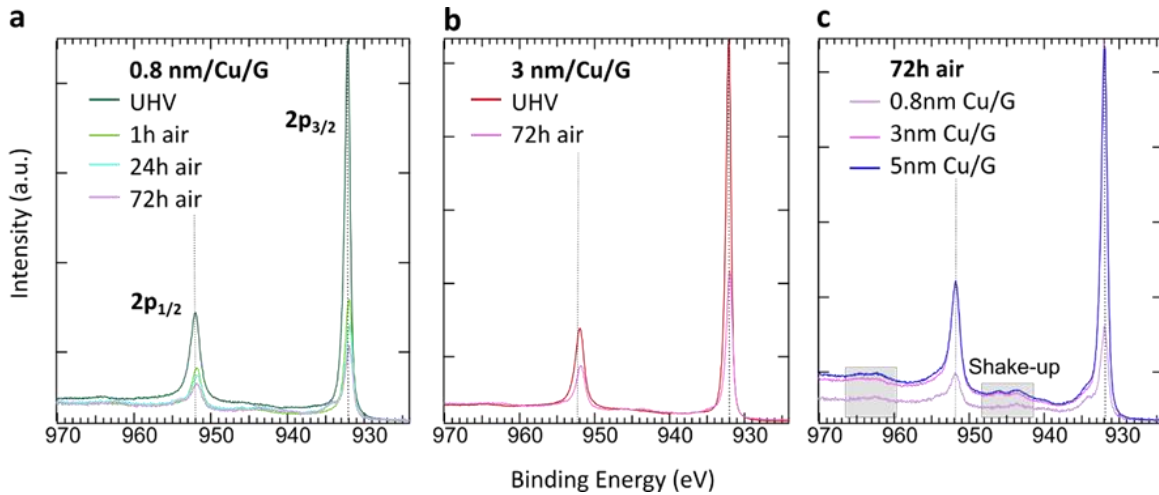 a
0.8 nm/Cu/G
UHV
1h air
24h air
72h air
2p3/2
2p1/2
970 960 950 940 930
b
3 nm/Cu/G
UHV
72h air
970 960 950 940 930
c
72h air
0.8nm Cu/G
3nm Cu/G
5nm Cu/G
Shake-up
970 960 950 940 930
Intensity (a.u.)
Binding Energy (eV)